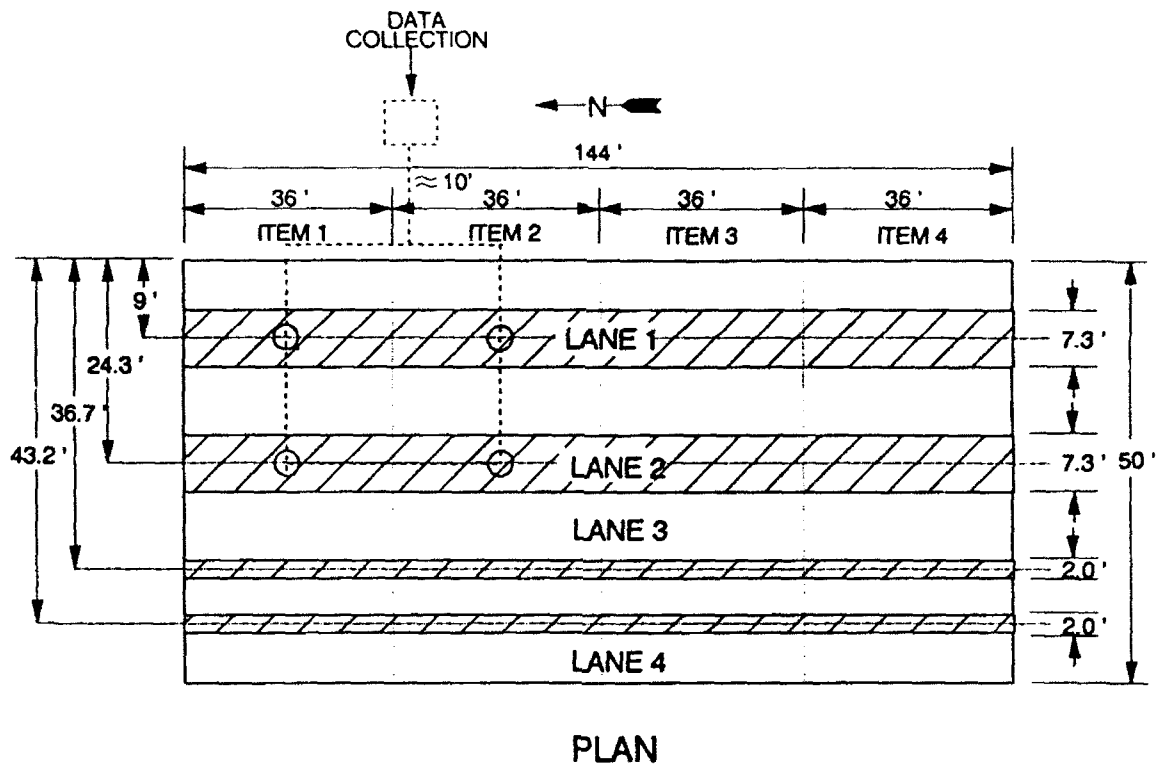 DATA
COLLECTION
N
144 '
≈ 10'
36 ' 36 ' 36 ' 36 '
ITEM 1 ITEM 2 ITEM 3 ITEM 4
9 '
LANE 1
7.3 '
24.3 '
36.7 '
43.2 '
LANE 2
7.3 '
50 '
LANE 3
2.0 '
2.0 '
LANE 4
PLAN